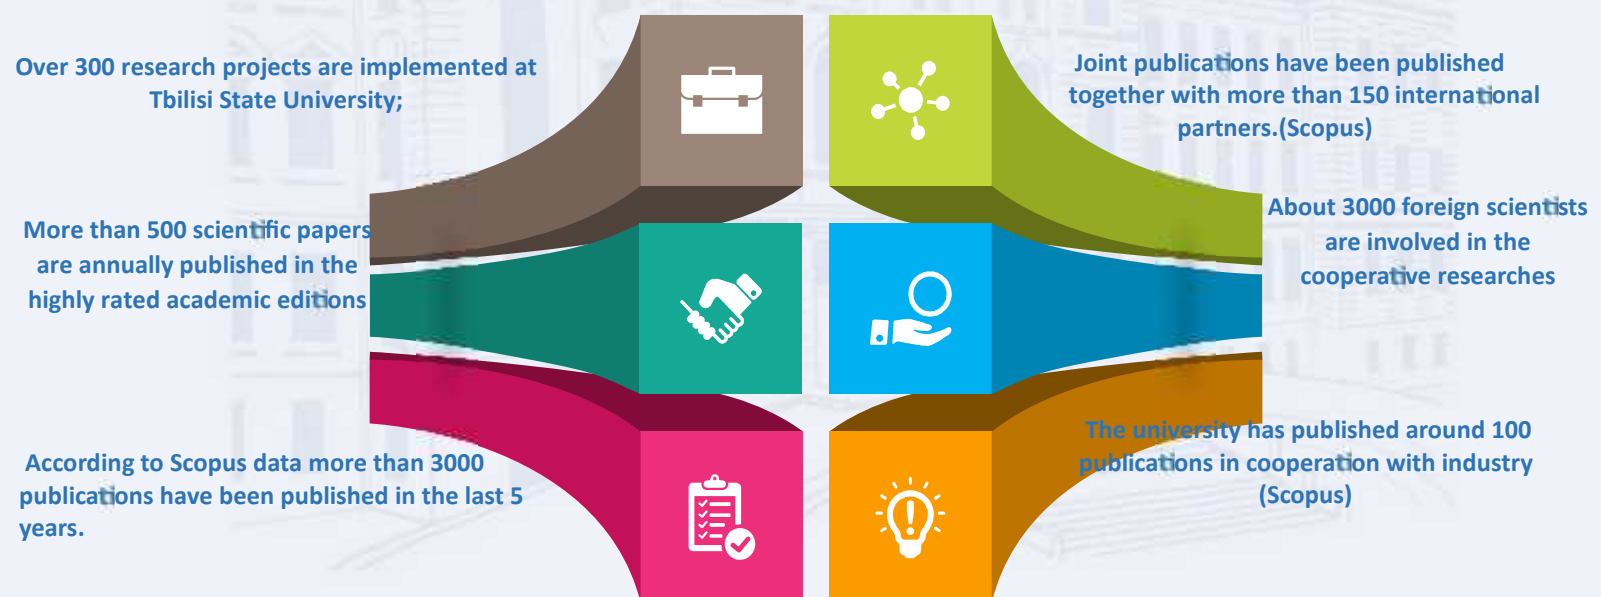 Over 300 research projects are implemented at
Tbilisi State University;
More than 500 scientific papers
are annually published in the
highly rated academic editions
According to Scopus data more than 3000
publications have been published in the last 5
years.
Joint publications have been published
together with more than 150 international
partners.(Scopus)
About 3000 foreign scientists
are involved in the
cooperative researches
The university has published around 100
publications in cooperation with industry
(Scopus)